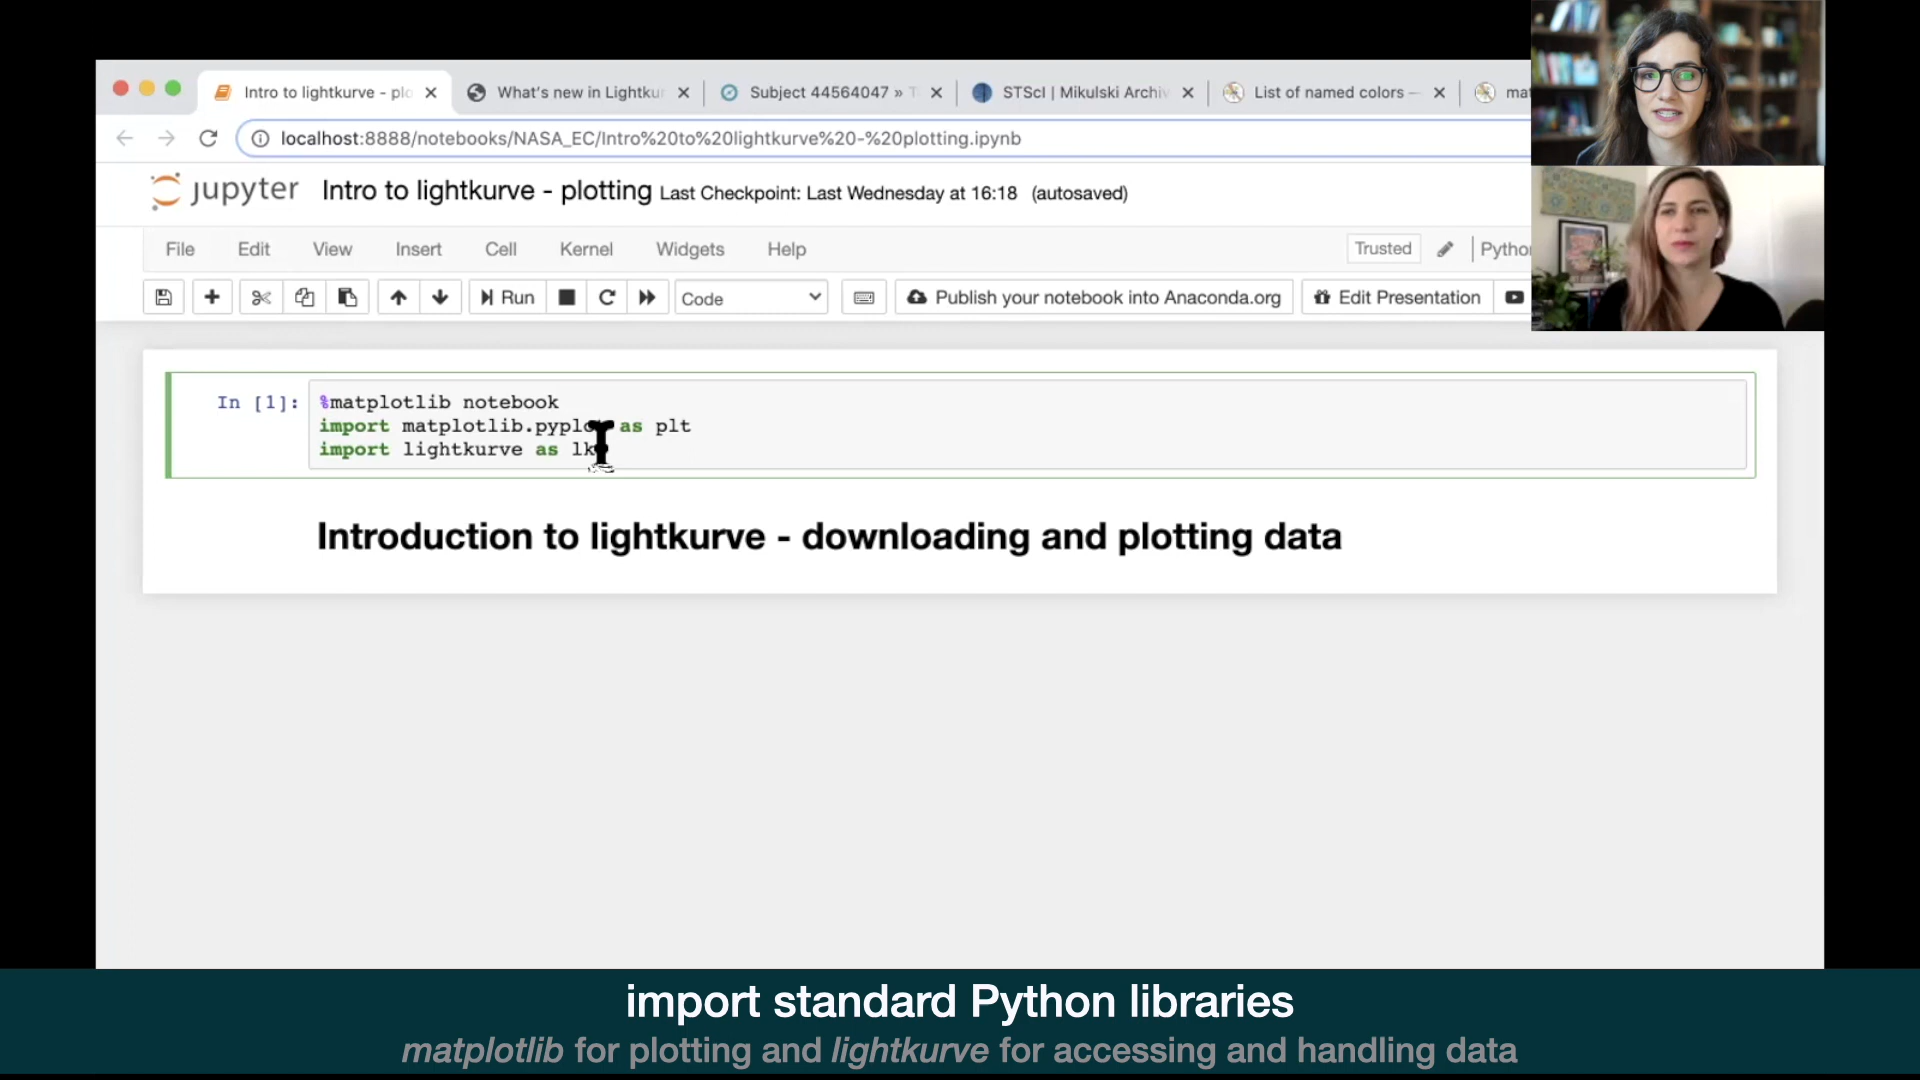 Intro to lightkurve - plo
What's new in Lightku
Subject 44564047 » T
STScI | Mikulski Archiv
List of named colors —
mat
localhost:8888/notebooks/NASA_EC/Intro%20to%20lightkurve%20-%20plotting.ipynb
jupyter Intro to lightkurve - plotting Last Checkpoint: Last Wednesday at 16:18 (autosaved)
File Edit View Insert Cell Kernel Widgets Help Trusted Pytho
Run Code Publish your notebook into Anaconda.org Edit Presentation
In [1]: %matplotlib notebook
import matplotlib.pyplo as plt
import lightkurve as lk
Introduction to lightkurve - downloading and plotting data
import standard Python libraries
matplotlib for plotting and lightkurve for accessing and handling data